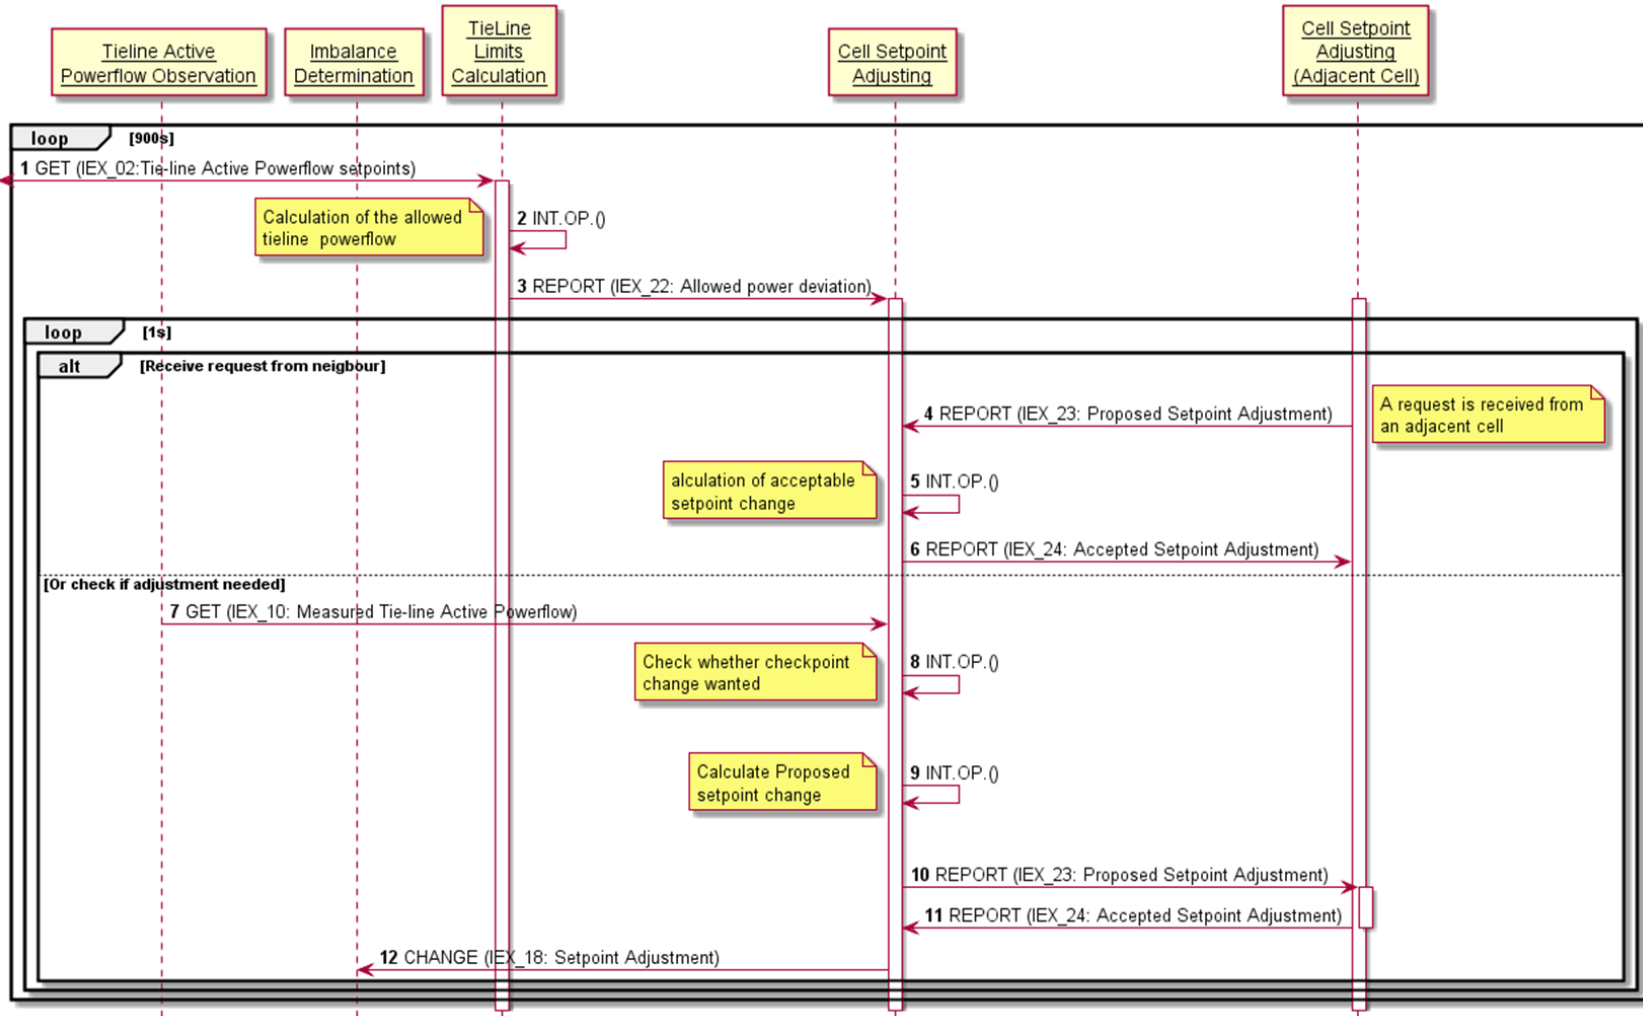 Tieline Active
Powerflow Observation
Imbalance
Determination
TieLine
Limits
Calculation
Cell Setpoint
Adjusting
Cell Setpoint
Adjusting
(Adjacent Cell)
loop [900s]
1 GET (IEX_02:Tie-line Active Powerflow setpoints)
Calculation of the allowed
tieline powerflow
2 INT.OP.()
3 REPORT (IEX_22: Allowed power deviation)
loop [1s]
alt [Receive request from neigbour]
4 REPORT (IEX_23: Proposed Setpoint Adjustment)
A request is received from
an adjacent cell
alculation of acceptable
setpoint change
5 INT.OP.()
6 REPORT (IEX_24: Accepted Setpoint Adjustment)
[Or check if adjustment needed]
7 GET (IEX_10: Measured Tie-line Active Powerflow)
Check whether checkpoint
change wanted
8 INT.OP.()
Calculate Proposed
setpoint change
9 INT.OP.()
10 REPORT (IEX_23: Proposed Setpoint Adjustment)
11 REPORT (IEX_24: Accepted Setpoint Adjustment)
12 CHANGE (IEX_18: Setpoint Adjustment)